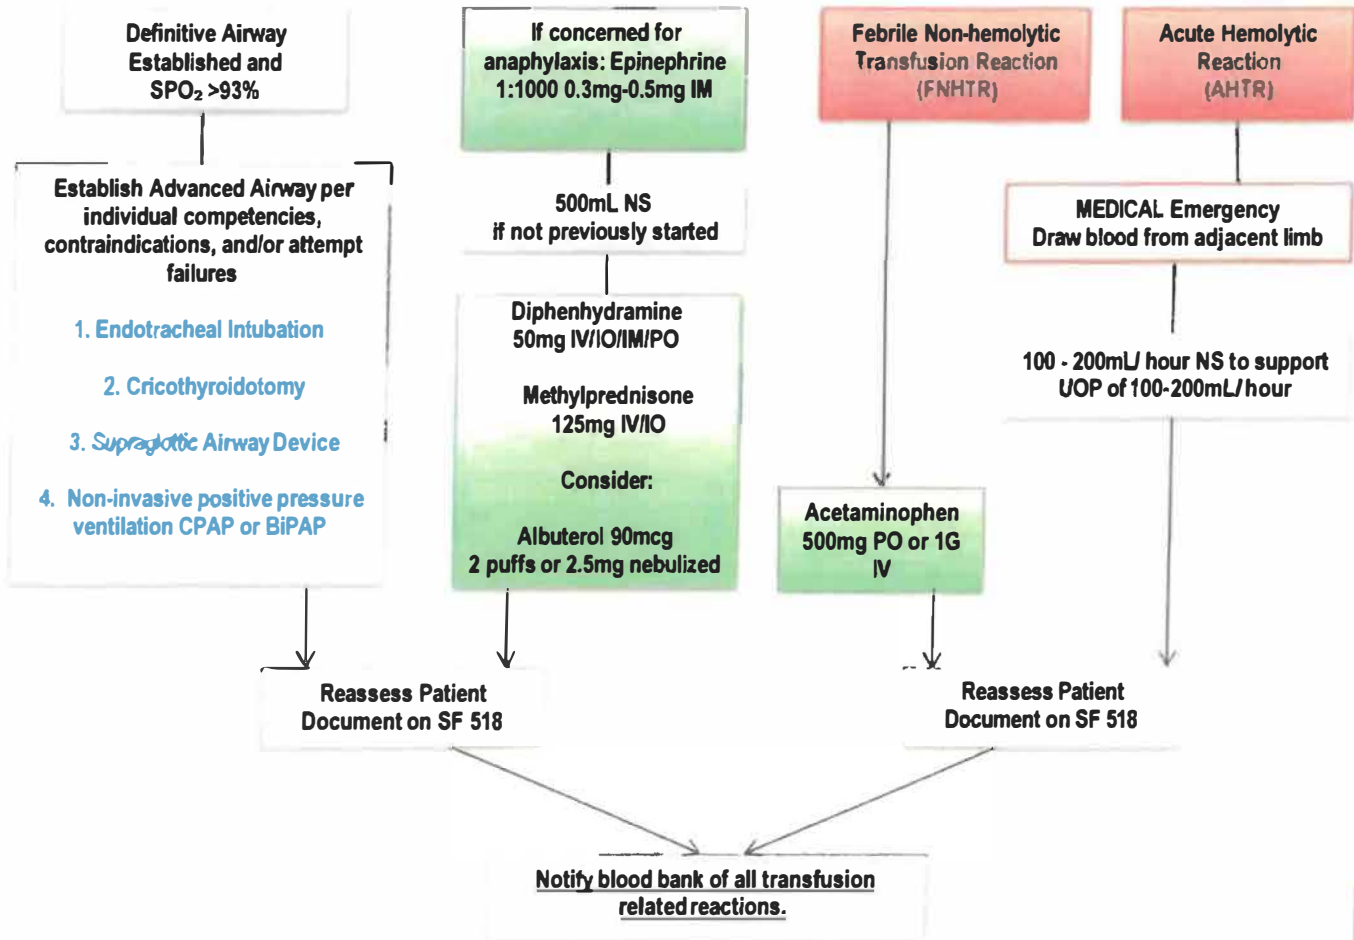 Definitive Airway
Established and
SPO₂ >93%
If concerned for
anaphylaxis: Epinephrine
1:1000 0.3mg-0.5mg IM
Febrile Non-hemolytic
Transfusion Reaction
(FNHTR)
Acute Hemolytic
Reaction
(AHTR)
Establish Advanced Airway per
individual competencies,
contraindications, and/or attempt
failures
1. Endotracheal Intubation
2. Cricothyroidotomy
3. Supraglottic Airway Device
4. Non-invasive positive pressure
ventilation CPAP or BiPAP
500mL NS
if not previously started
Diphenhydramine
50mg IV/IO/IM/PO
Methylprednisone
125mg IV/IO
Consider:
Albuterol 90mcg
2 puffs or 2.5mg nebulized
MEDICAL Emergency
Draw blood from adjacent limb
100 - 200mL/ hour NS to support
UOP of 100-200mL/ hour
Acetaminophen
500mg PO or 1G
IV
Reassess Patient
Document on SF 518
Reassess Patient
Document on SF 518
Notify blood bank of all transfusion
related reactions.